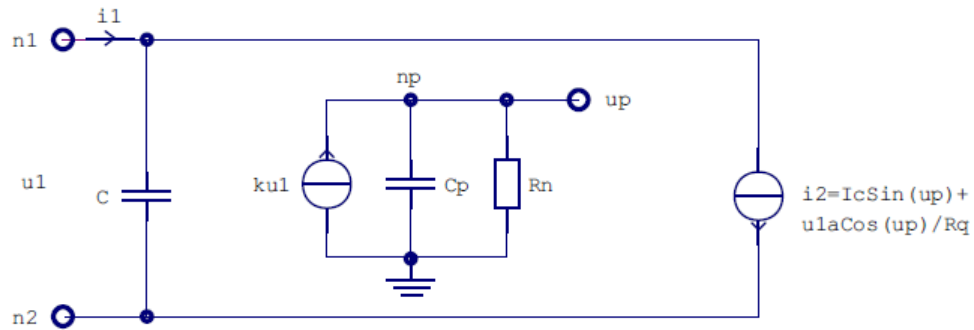 i1
n1
np
up
u1
C
ku1
Cp
Rn
i2=IcSin(up)+
u1aCos(up)/Rq
n2